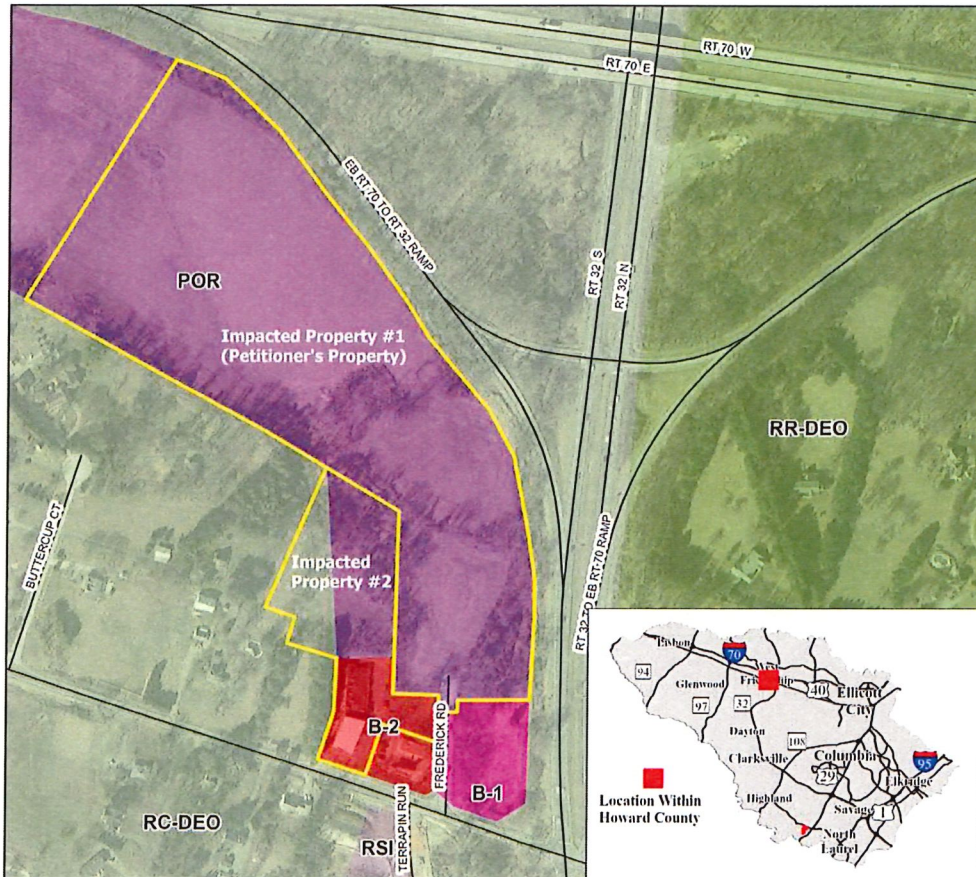 RT 70 W
RT 70 E
EB RT 70 TO RT 32 RAMP
RT 32 S
RT 32 N
POR
Impacted Property #1
(Petitioner's Property)
RR-DEO
BUTTERCUP CT
Impacted
Property #2
RT 32 TO EB RT 70 RAMP
FREDERICK RD
B-2
B-1
TERRAPIN RUN
RC-DEO
RSI
Lisbon
70
West
Friendship
94
Glenwood
97
32
40
Ellicott
City
Dayton
108
Clarksville
Columbia
29
95
Elkridge
Highland
Savage
1
North
Laurel
Location Within
Howard County